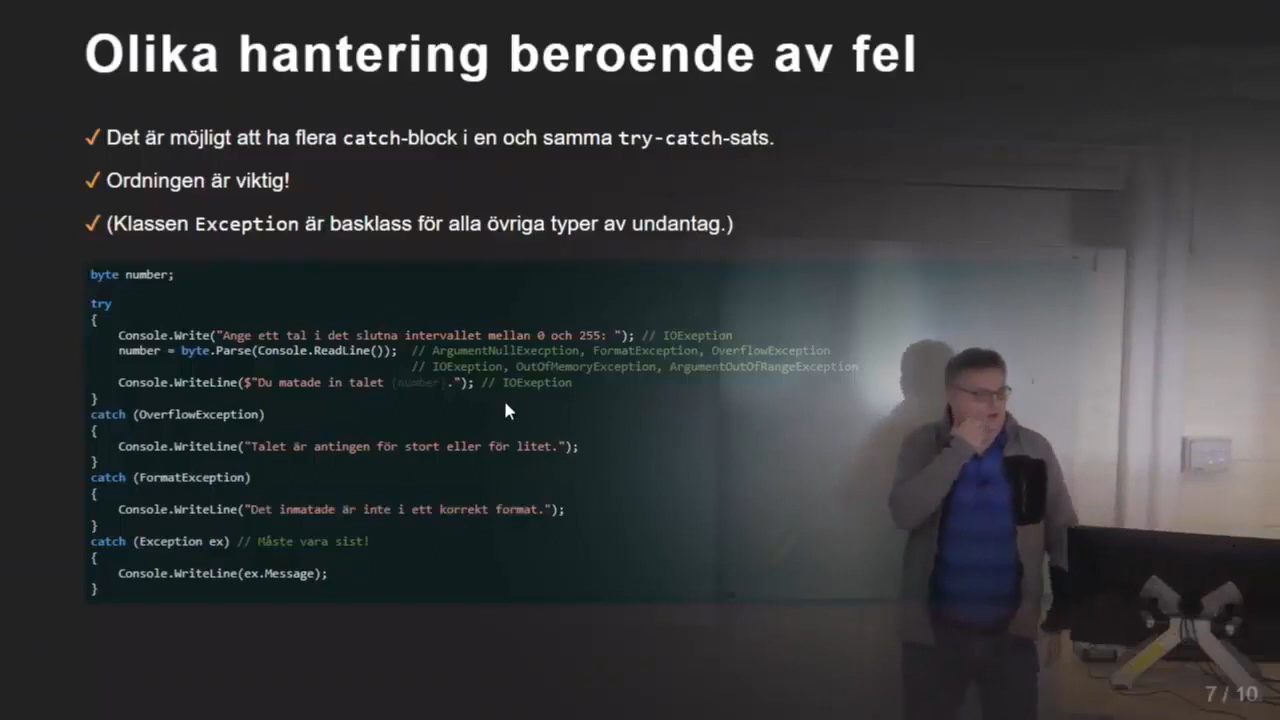 Olika hantering beroende av fel
✓ Det är möjligt att ha flera catch-block i en och samma try-catch-sats.
✓ Ordningen är viktig!
✓ (Klassen Exception är basklass för alla övriga typer av undantag.)
byte number;
try
{
Console.Write("Ange ett tal i det slutna intervallet mellan 0 och 255: "); // IOExeption
number = byte.Parse(Console.ReadLine()); // ArgumentNullExecption, FormatException, OverflowException
// IOExeption, OutOfMemoryException, ArgumentOutOfRangeException
Console.WriteLine($"Du matade in talet {number}."); // IOExeption
}
catch (OverflowException)
{
Console.WriteLine("Talet är antingen för stort eller för litet.");
}
catch (FormatException)
{
Console.WriteLine("Det inmatade är inte i ett korrekt format.");
}
catch (Exception ex) // Måste vara sist!
{
Console.WriteLine(ex.Message);
}
7 / 10